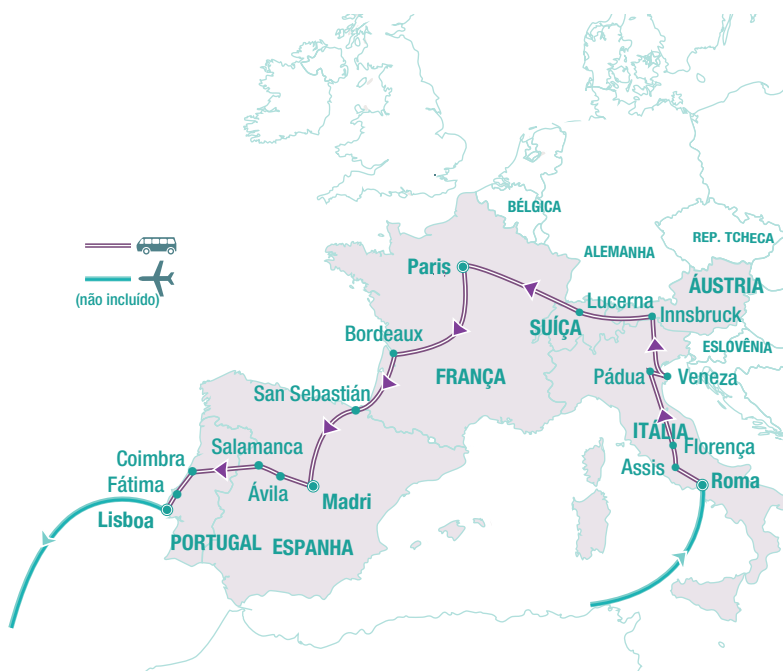 BÉLGICA
REP. TCHECA
ALEMANHA
(não incluído)
Paris
ÁUSTRIA
Lucerna
Innsbruck
SUÍÇA
Bordeaux
ESLOVÊNIA
FRANÇA
Pádua
Veneza
San Sebastián
ITÁLIA
Salamanca
Florença
Coimbra
Assis
Fátima
Ávila
Roma
Madri
Lisboa
PORTUGAL
ESPANHA